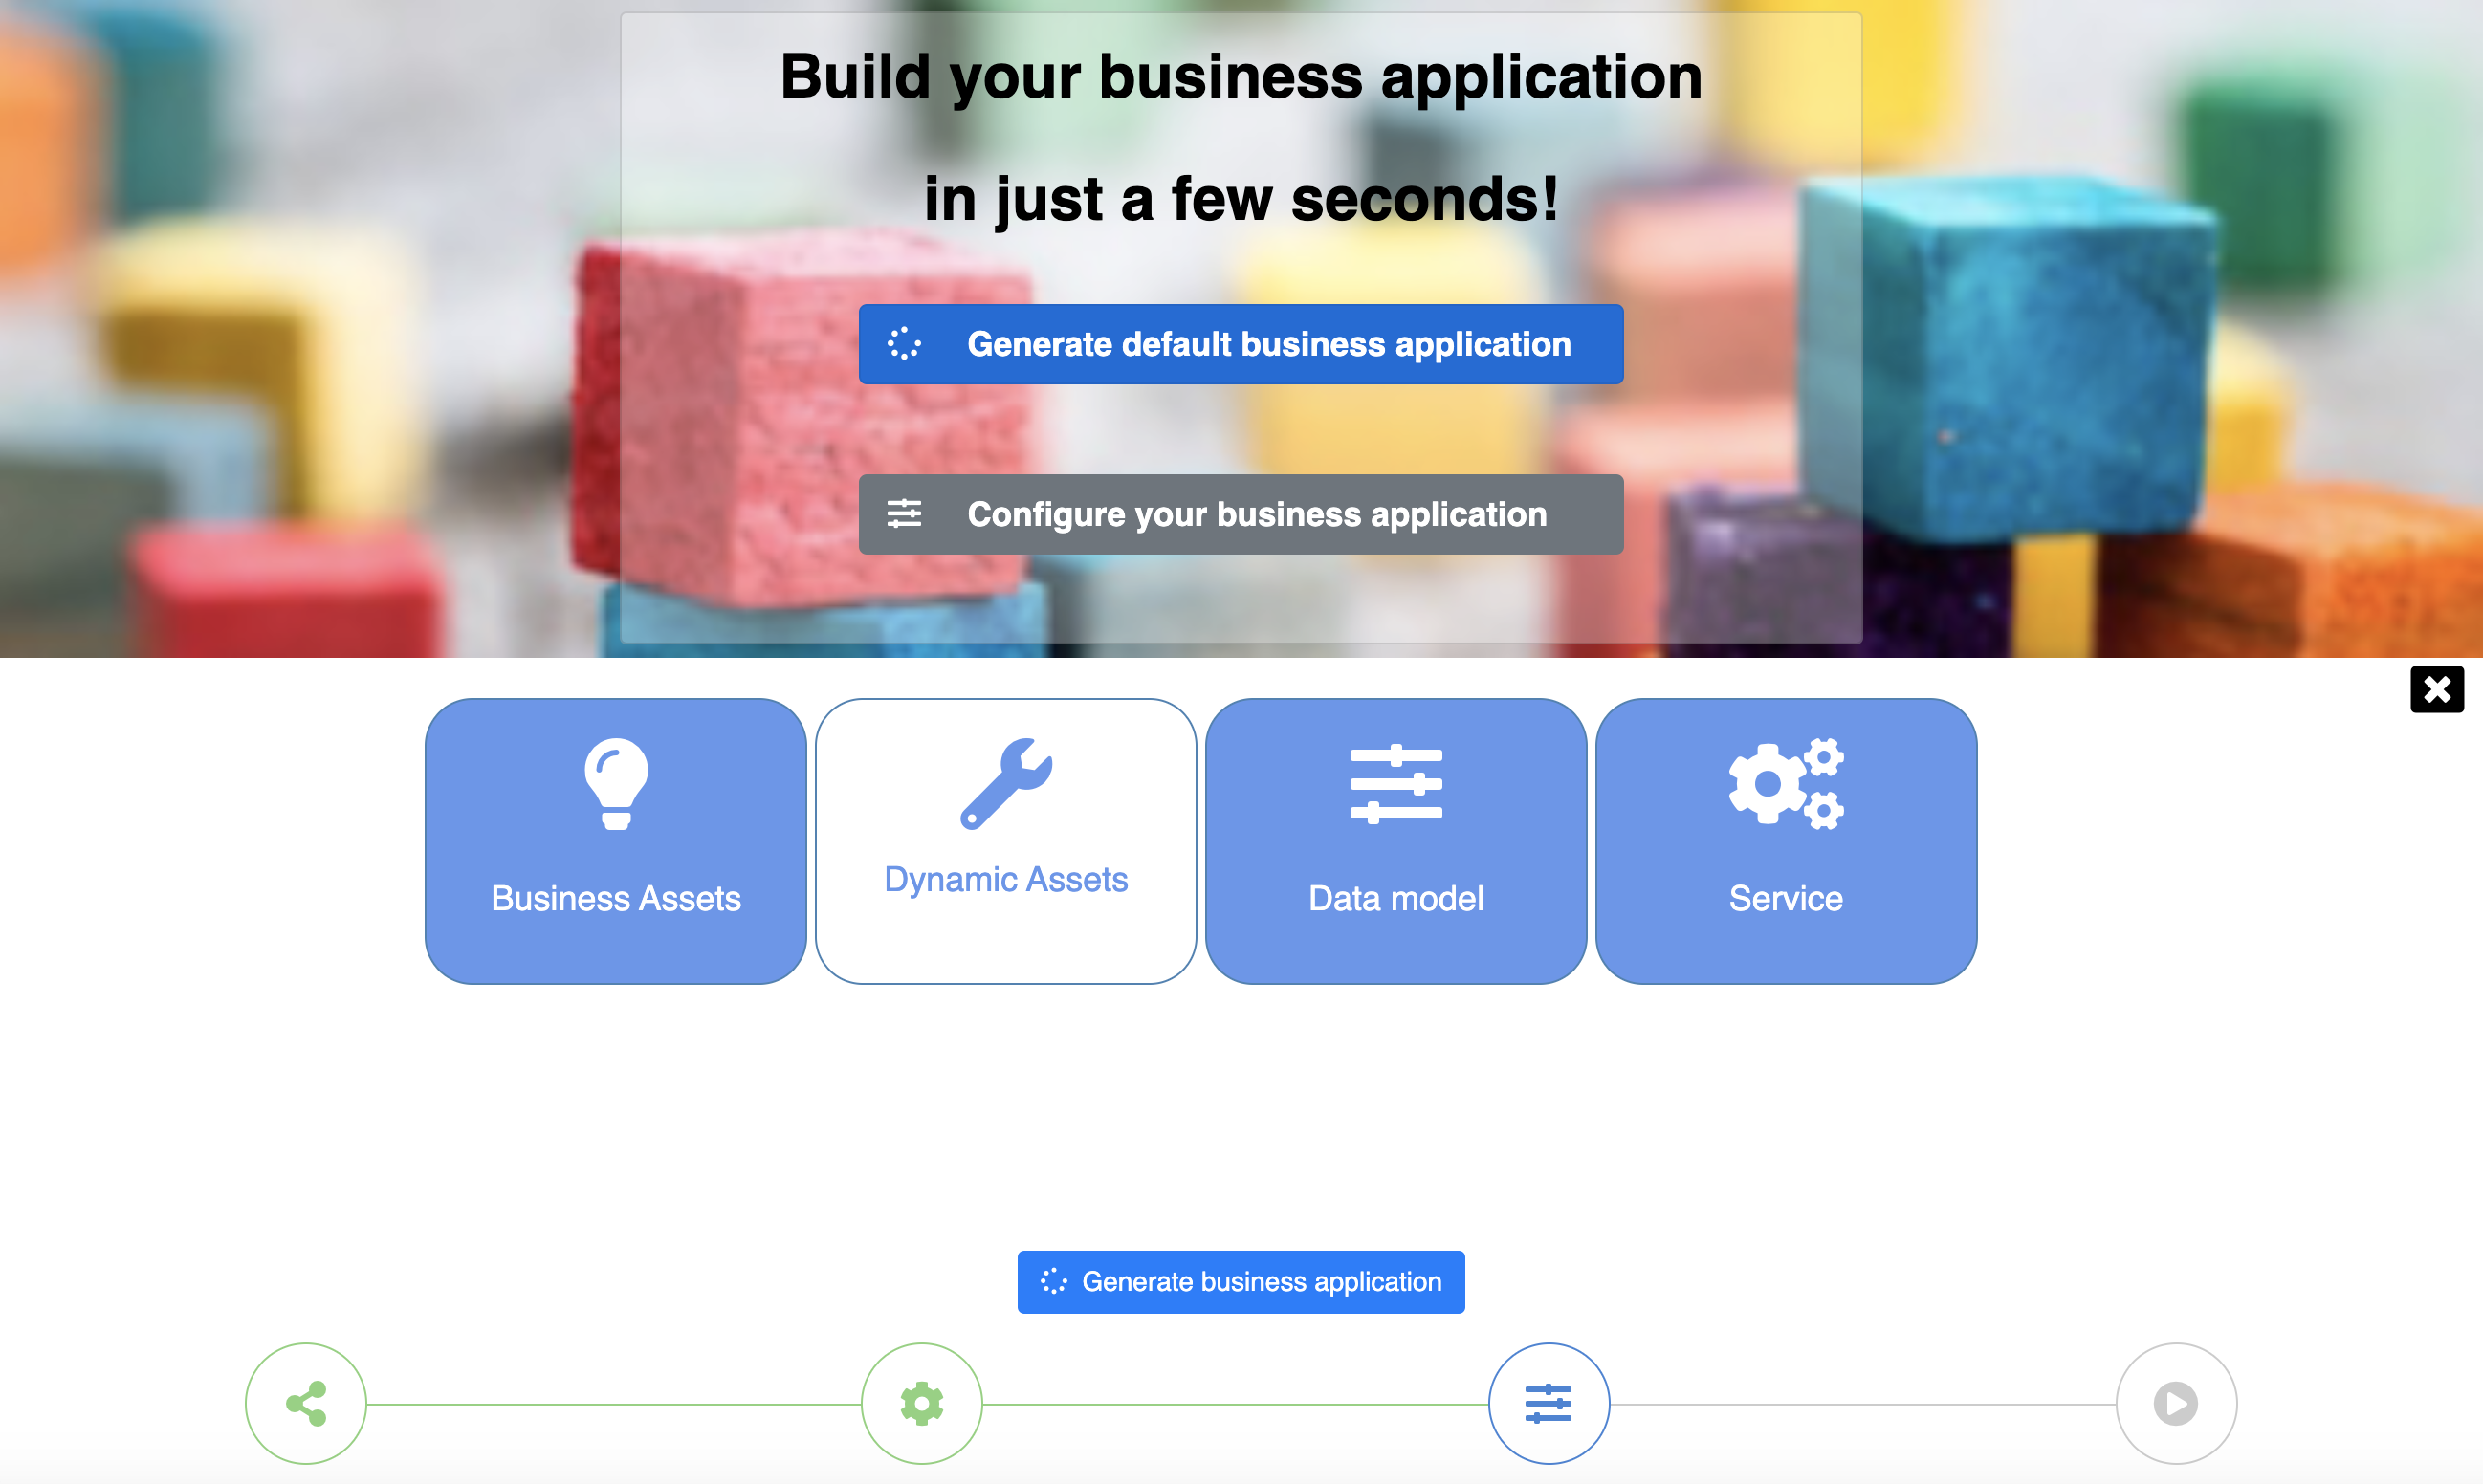 Build your business application
in just a few seconds!
Generate default business application
Configure your business application
Business Assets
Dynamic Assets
Data model
Service
Generate business application